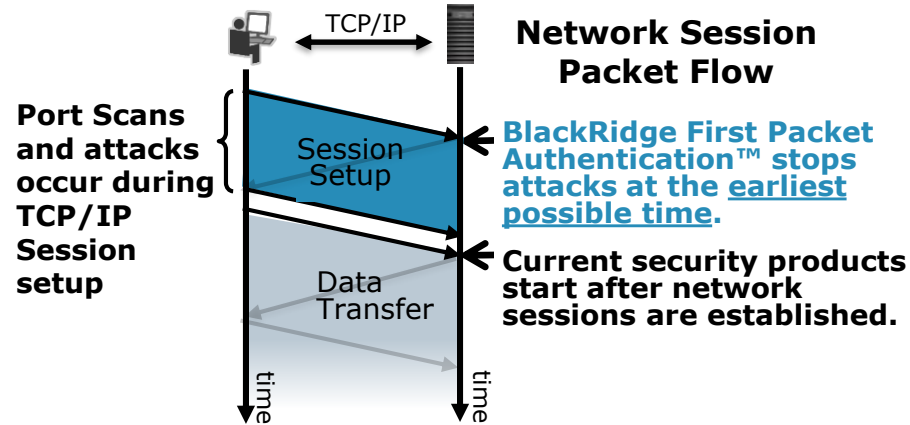 TCP/IP
Network Session
Packet Flow
Port Scans
and attacks
occur during
TCP/IP
Session
setup
Session
Setup
BlackRidge First Packet
Authentication™ stops
attacks at the earliest
possible time.
Current security products
start after network
sessions are established.
Data
Transfer
time
time